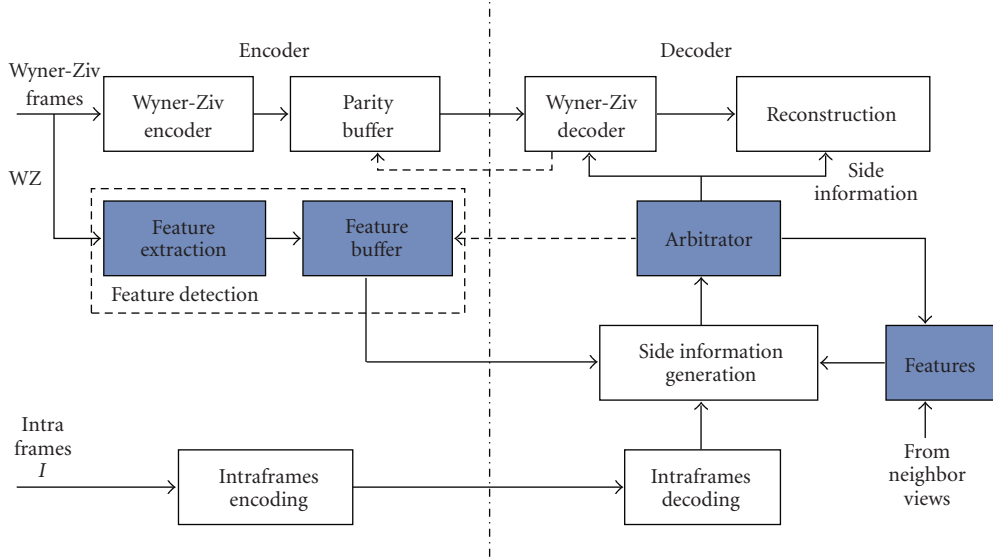 Encoder
Decoder
Wyner-Ziv
frames
Wyner-Ziv
encoder
Parity
buffer
Wyner-Ziv
decoder
Reconstruction
WZ
Side
information
Feature
extraction
Feature
buffer
Arbitrator
Feature detection
Side information
generation
Features
Intra
frames
I
Intraframes
encoding
Intraframes
decoding
From
neighbor
views